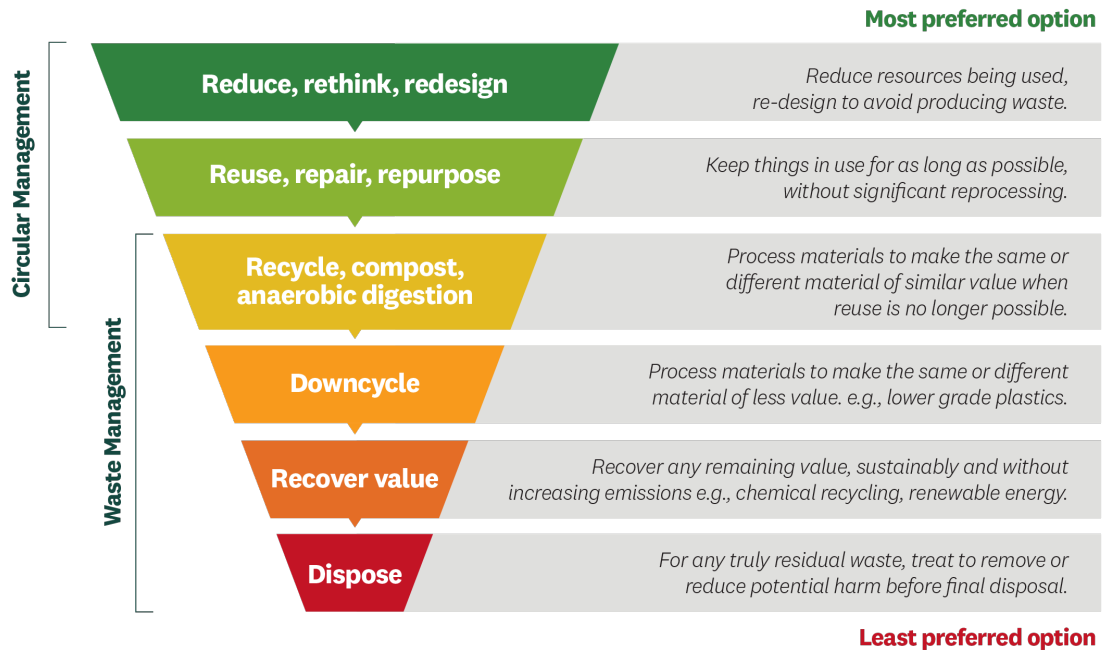 Most preferred option
Circular Management
Waste Management
Reduce, rethink, redesign
Reduce resources being used,
re-design to avoid producing waste.
Reuse, repair, repurpose
Keep things in use for as long as possible,
without significant reprocessing.
Recycle, compost,
anaerobic digestion
Process materials to make the same or
different material of similar value when
reuse is no longer possible.
Downcycle
Process materials to make the same or different
material of less value. e.g., lower grade plastics.
Recover value
Recover any remaining value, sustainably and without
increasing emissions e.g., chemical recycling, renewable energy.
Dispose
For any truly residual waste, treat to remove or
reduce potential harm before final disposal.
Least preferred option